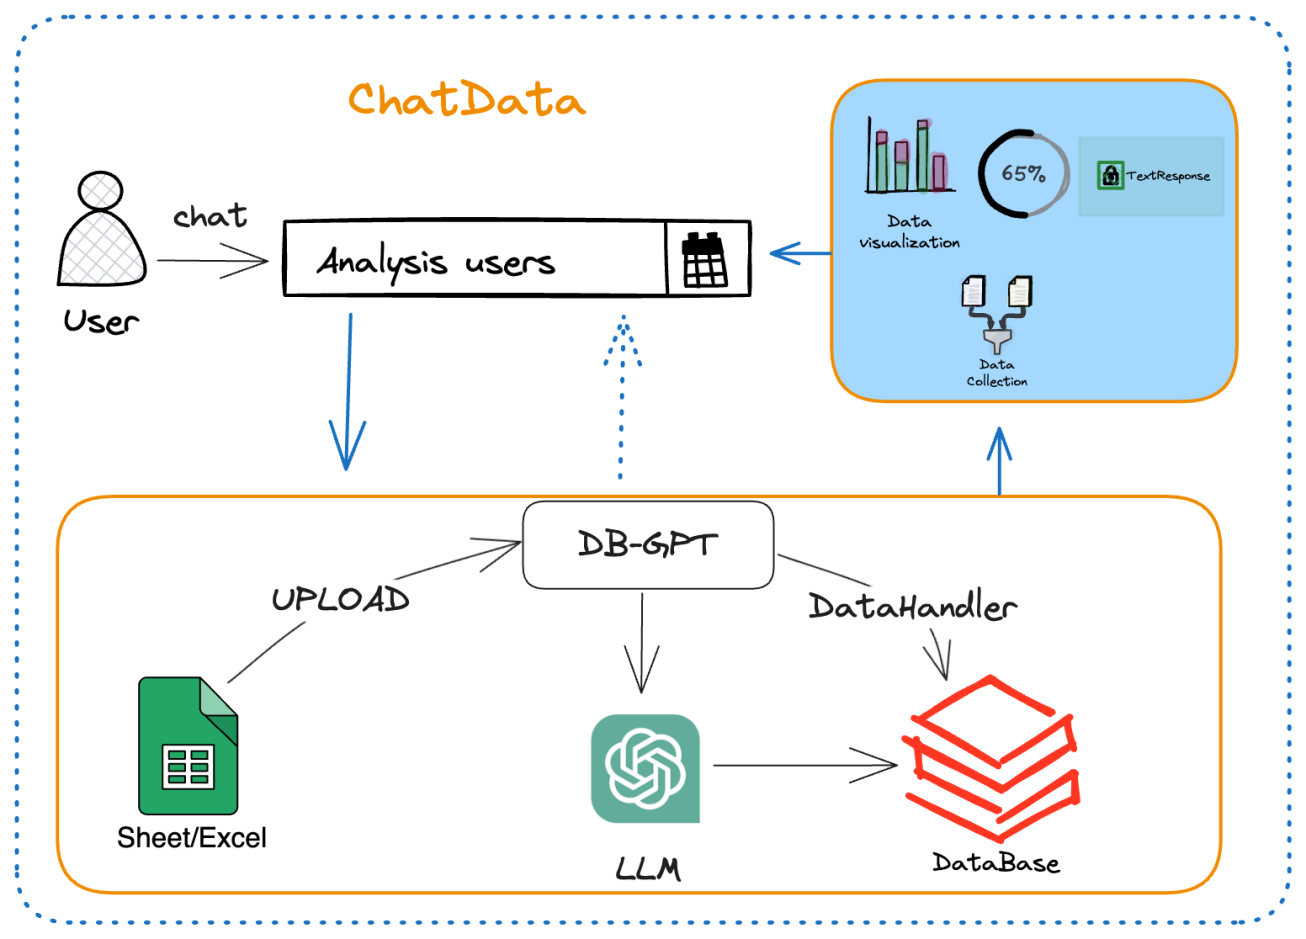 ChatData
chat
User
Analysis users
Data
visualization
65%
TextResponse
Data
Collection
DB-GPT
UPLOAD
DataHandler
Sheet/Excel
LLM
DataBase